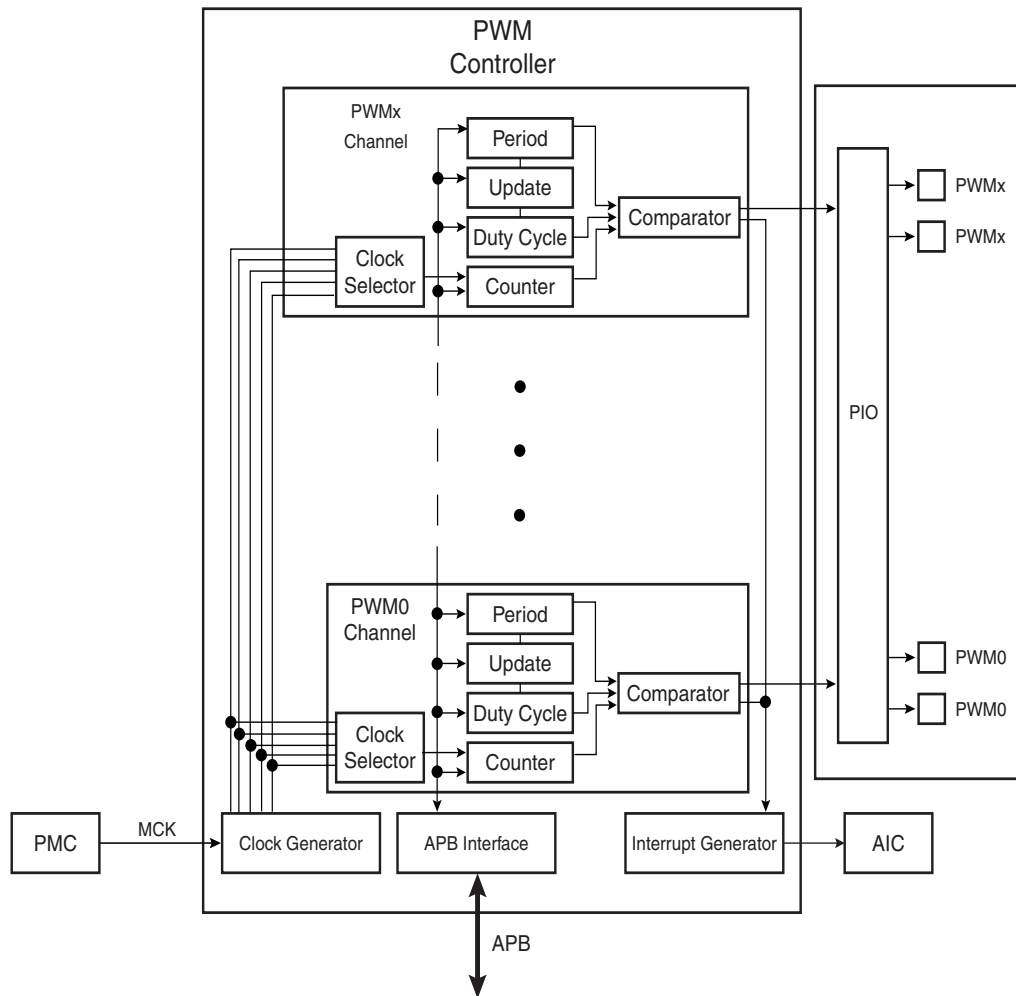 PWM
Controller
PWMx
Channel
Period
Update
Duty Cycle
Counter
Clock
Selector
Comparator
PIO
PWMx
PWMx
PWM0
Channel
Period
Update
Duty Cycle
Counter
Clock
Selector
Comparator
PWM0
PWM0
PMC
MCK
Clock Generator
APB Interface
Interrupt Generator
AIC
APB